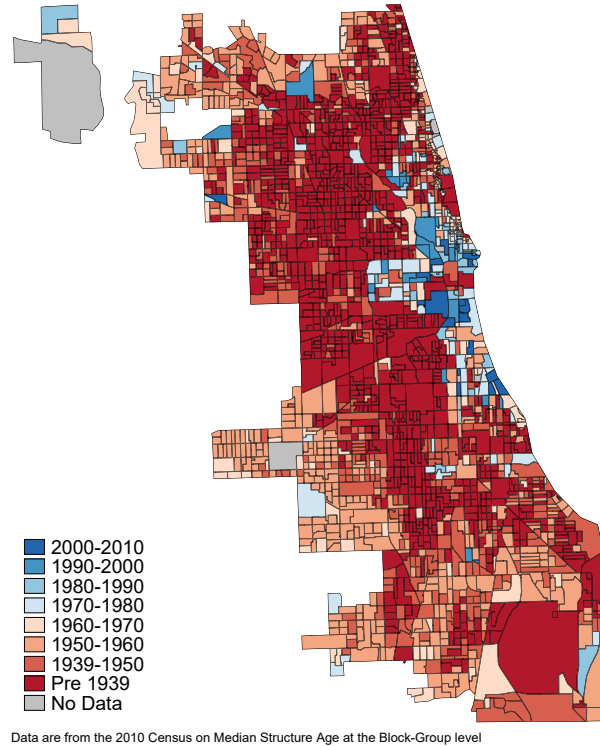 2000-2010
1990-2000
1980-1990
1970-1980
1960-1970
1950-1960
1939-1950
Pre 1939
No Data
Data are from the 2010 Census on Median Structure Age at the Block-Group level